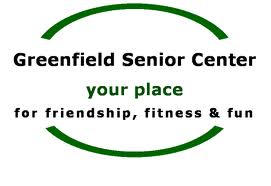 Greenfield Senior Center
your place
for friendship, fitness & fun